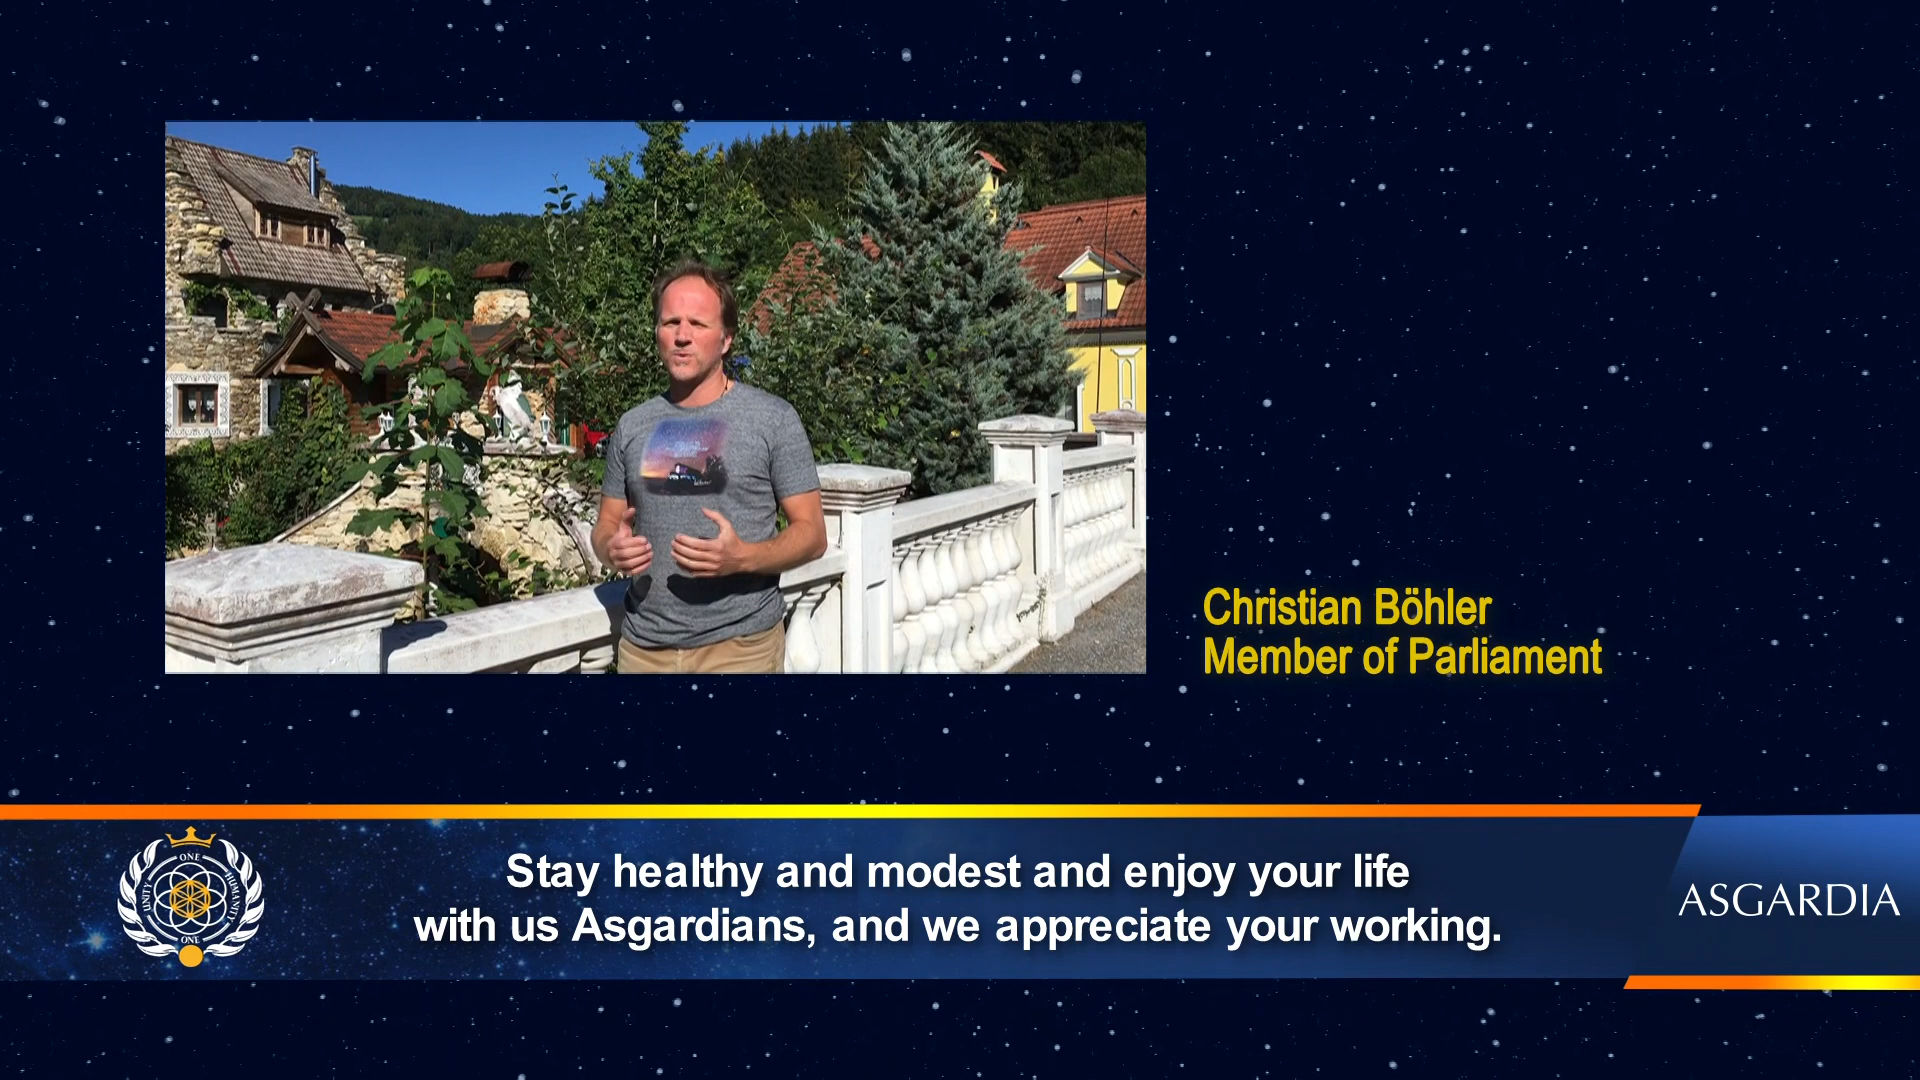 Christian Böhler
Member of Parliament
Stay healthy and modest and enjoy your life
with us Asgardians, and we appreciate your working.
ASGARDIA
ONE
UNITY
HUMANITY
ONE